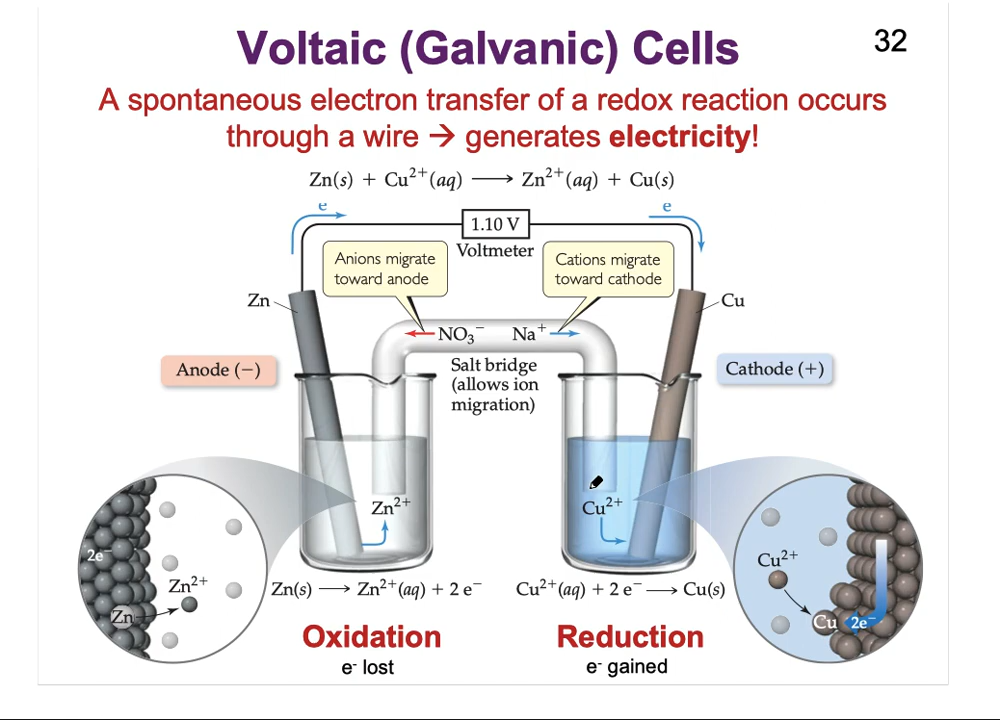 Voltaic (Galvanic) Cells
32
A spontaneous electron transfer of a redox reaction occurs
through a wire → generates electricity!
Zn(s) + Cu²⁺(aq) ⟶ Zn²⁺(aq) + Cu(s)
e
1.10 V
e
Voltmeter
Anions migrate
toward anode
Cations migrate
toward cathode
Zn
Cu
NO₃⁻
Na⁺
Salt bridge
(allows ion
migration)
Anode (−)
Cathode (+)
Zn²⁺
Cu²⁺
2e⁻
Zn²⁺
Zn
Cu²⁺
Cu
2e⁻
Zn(s) ⟶ Zn²⁺(aq) + 2 e⁻
Cu²⁺(aq) + 2 e⁻ ⟶ Cu(s)
Oxidation
Reduction
e⁻ lost
e⁻ gained